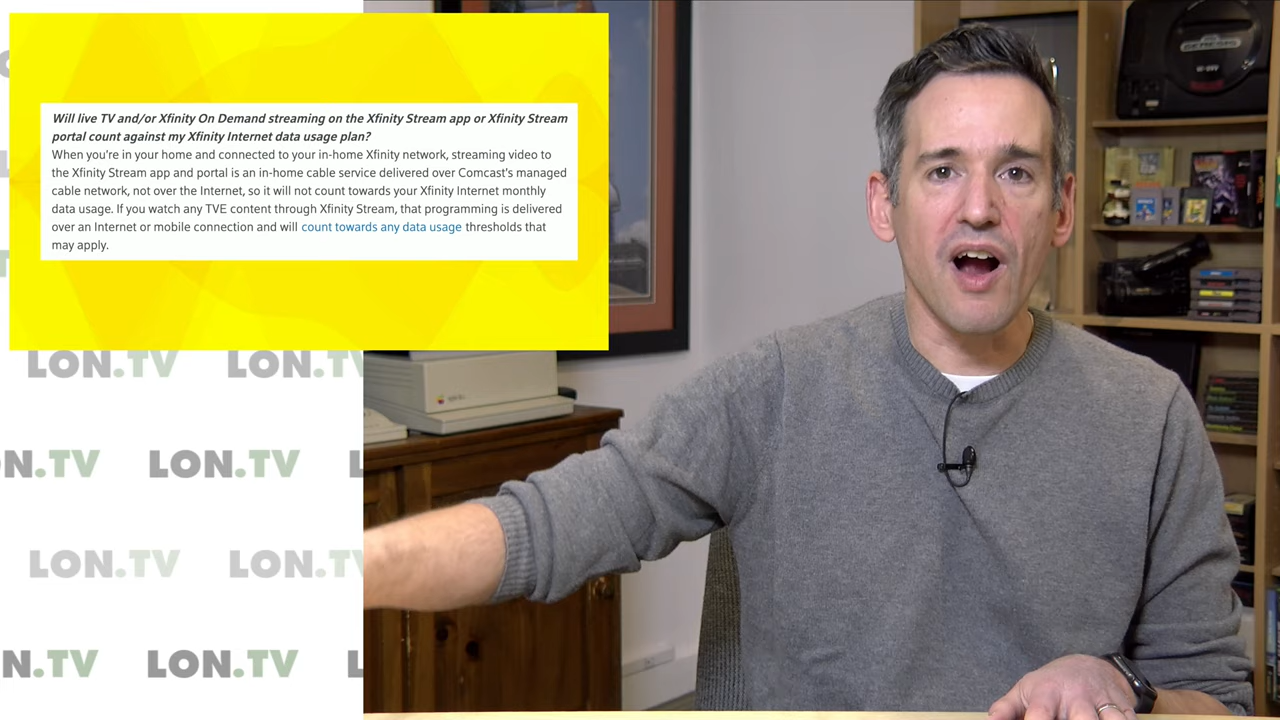 Will live TV and/or Xfinity On Demand streaming on the Xfinity Stream app or Xfinity Stream
portal count against my Xfinity Internet data usage plan?
When you're in your home and connected to your in-home Xfinity network, streaming video to
the Xfinity Stream app and portal is an in-home cable service delivered over Comcast's managed
cable network, not over the Internet, so it will not count towards your Xfinity Internet monthly
data usage. If you watch any TVE content through Xfinity Stream, that programming is delivered
over an Internet or mobile connection and will count towards any data usage thresholds that
may apply.
GENESIS
LON.TV LON.TV
N.TV LON.TV L
LON.TV LON.TV
N.TV LON.TV L